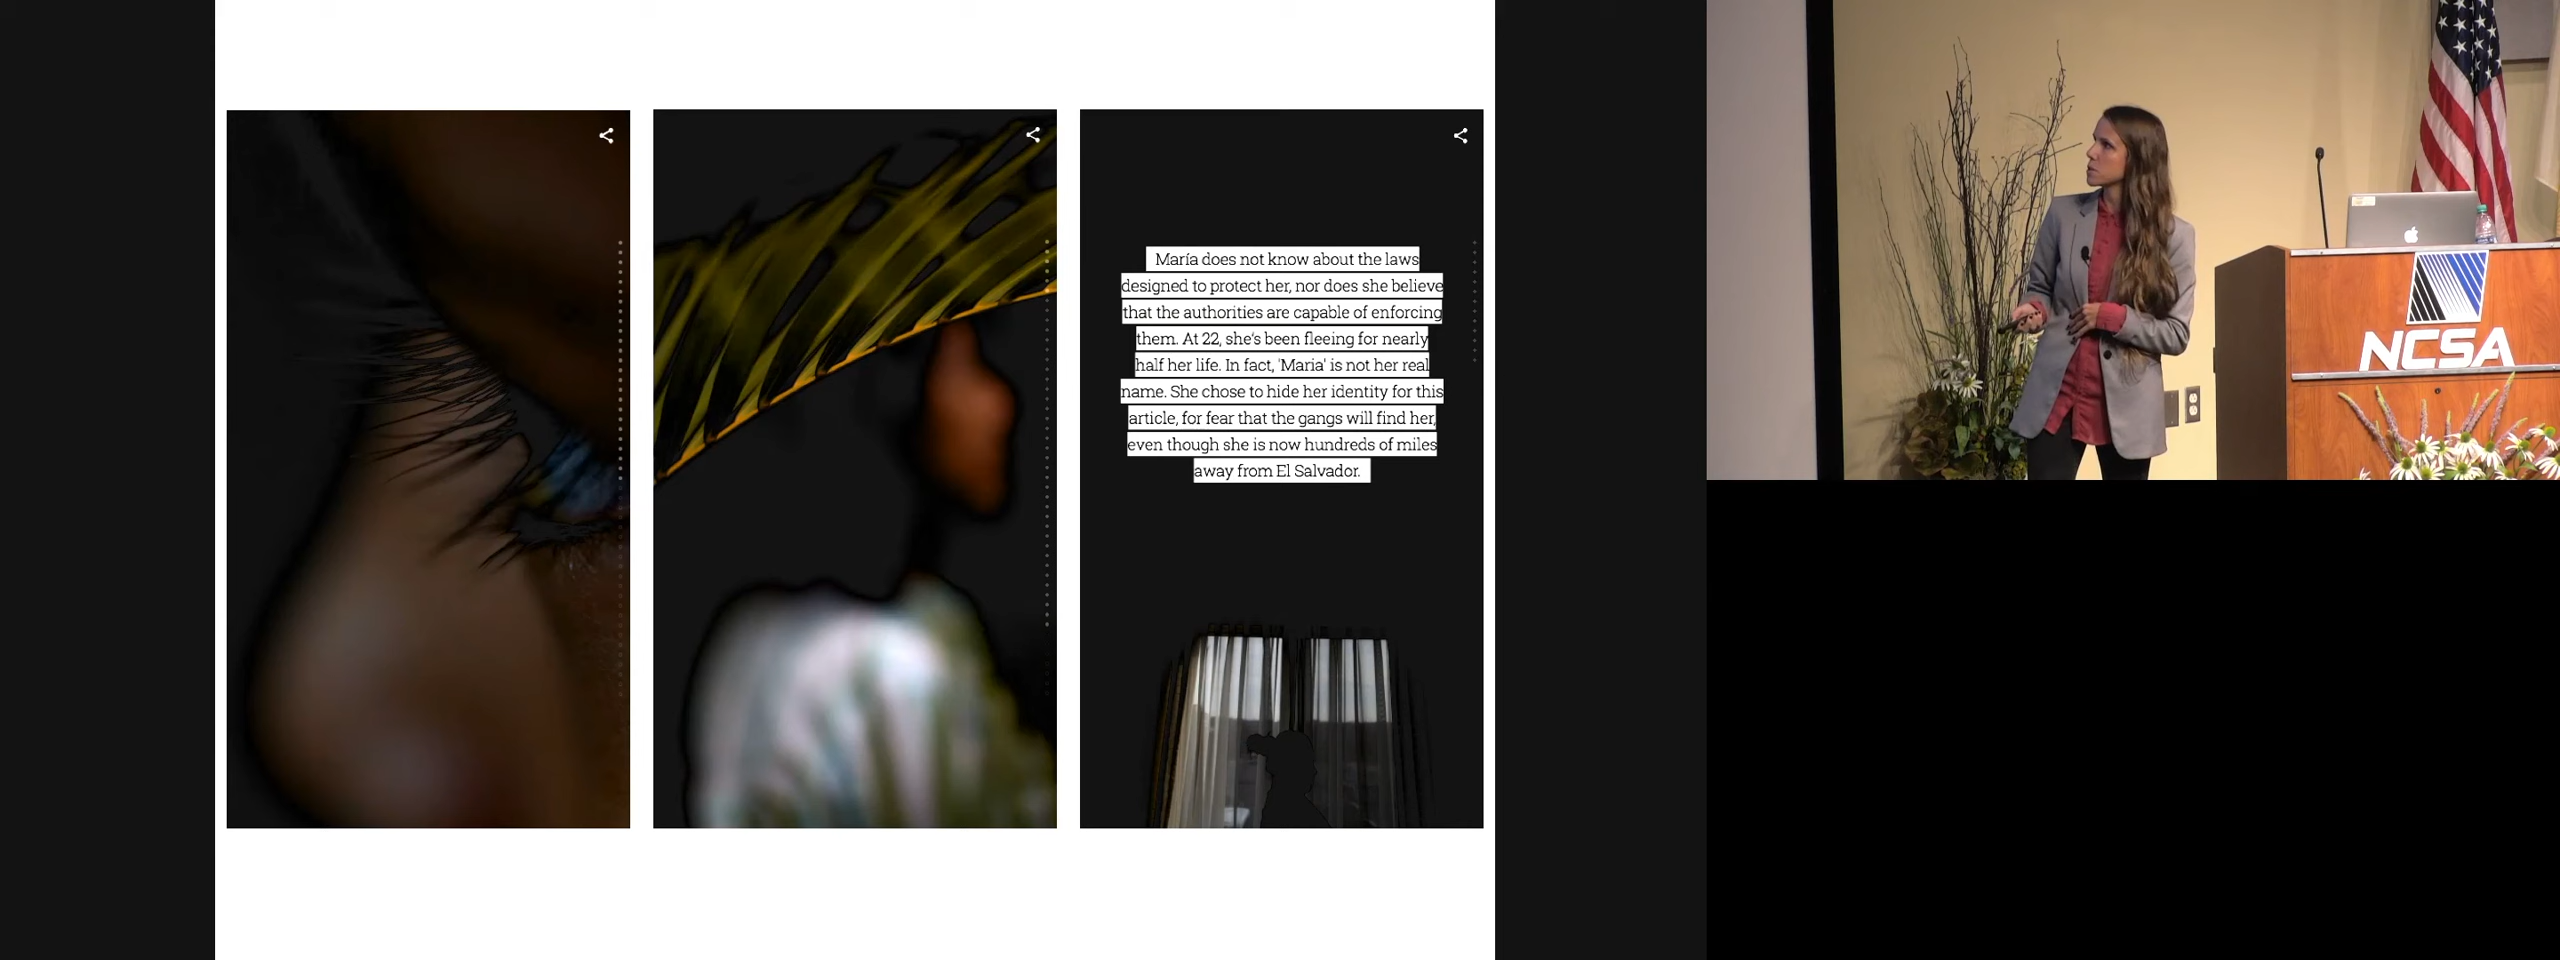 María does not know about the laws
designed to protect her, nor does she believe
that the authorities are capable of enforcing
them. At 22, she's been fleeing for nearly
half her life. In fact, 'Maria' is not her real
name. She chose to hide her identity for this
article, for fear that the gangs will find her,
even though she is now hundreds of miles
away from El Salvador.
NCSA